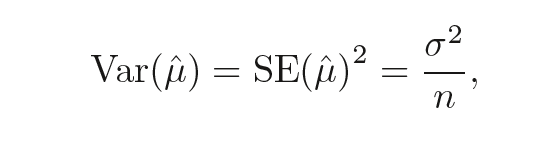 Var(μ̂) = SE(μ̂)² = σ²/n,